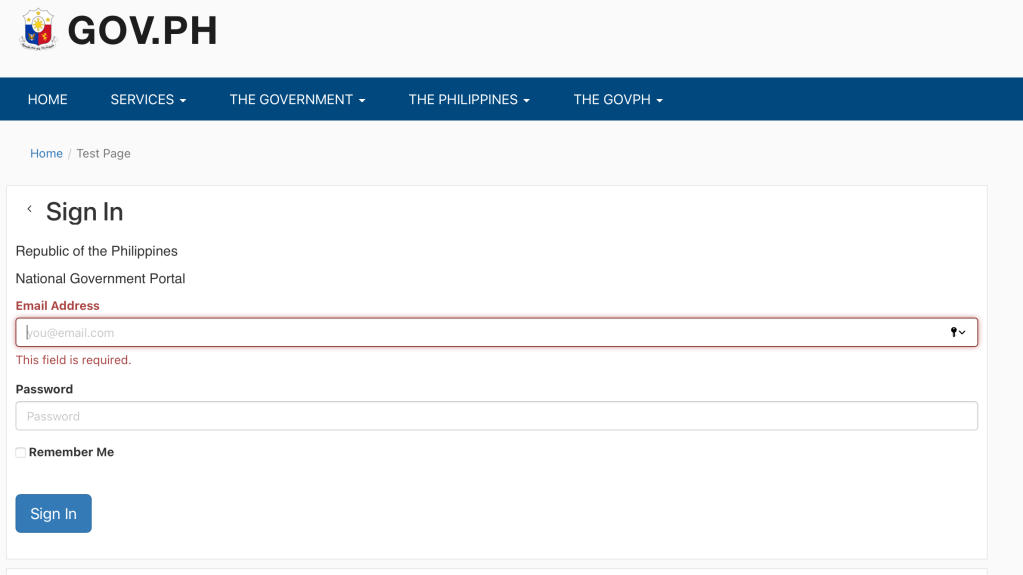 GOV.PH
HOME SERVICES THE GOVERNMENT THE PHILIPPINES THE GOVPH
Home / Test Page
Sign In
Republic of the Philippines
National Government Portal
Email Address
you@email.com
This field is required.
Password
Password
Remember Me
Sign In